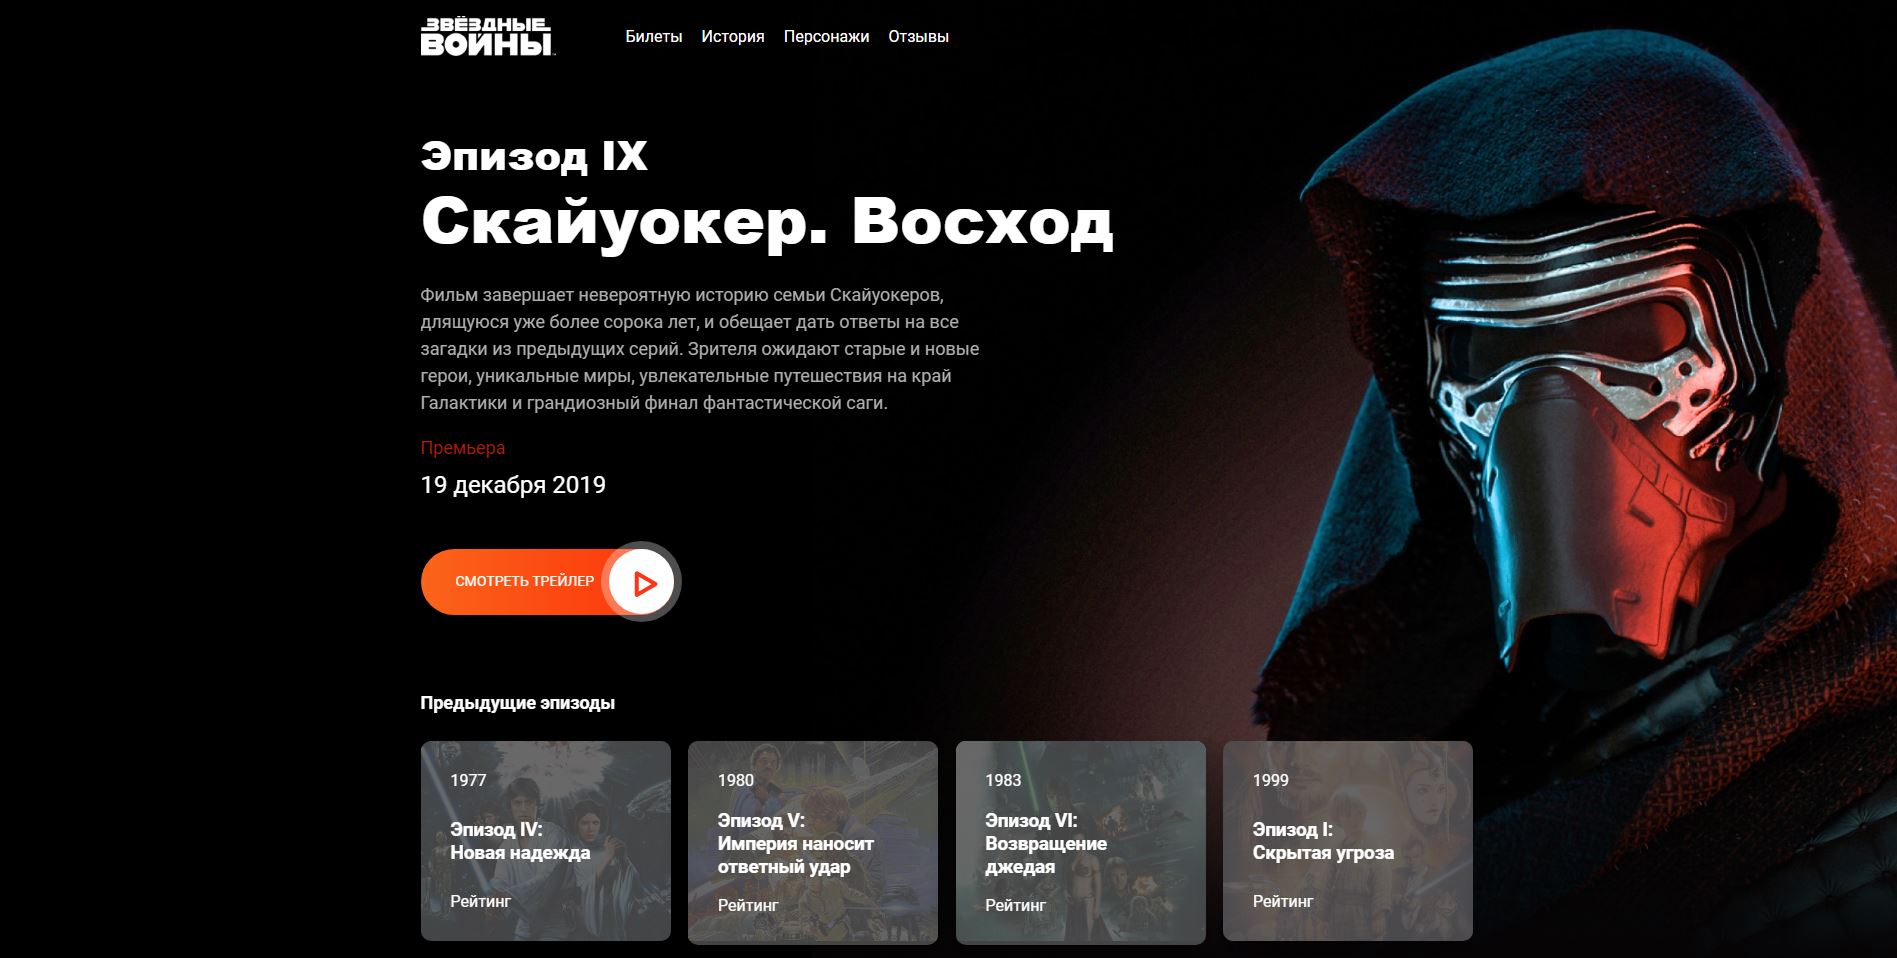 ЗВЁЗДНЫЕ
ВОЙНЫ
Билеты История Персонажи Отзывы
Эпизод IX
Скайуокер. Восход
Фильм завершает невероятную историю семьи Скайуокеров,
длящуюся уже более сорока лет, и обещает дать ответы на все
загадки из предыдущих серий. Зрителя ожидают старые и новые
герои, уникальные миры, увлекательные путешествия на край
Галактики и грандиозный финал фантастической саги.
Премьера
19 декабря 2019
СМОТРЕТЬ ТРЕЙЛЕР
Предыдущие эпизоды
1977
Эпизод IV:
Новая надежда
Рейтинг
1980
Эпизод V:
Империя наносит
ответный удар
Рейтинг
1983
Эпизод VI:
Возвращение
джедая
Рейтинг
1999
Эпизод I:
Скрытая угроза
Рейтинг